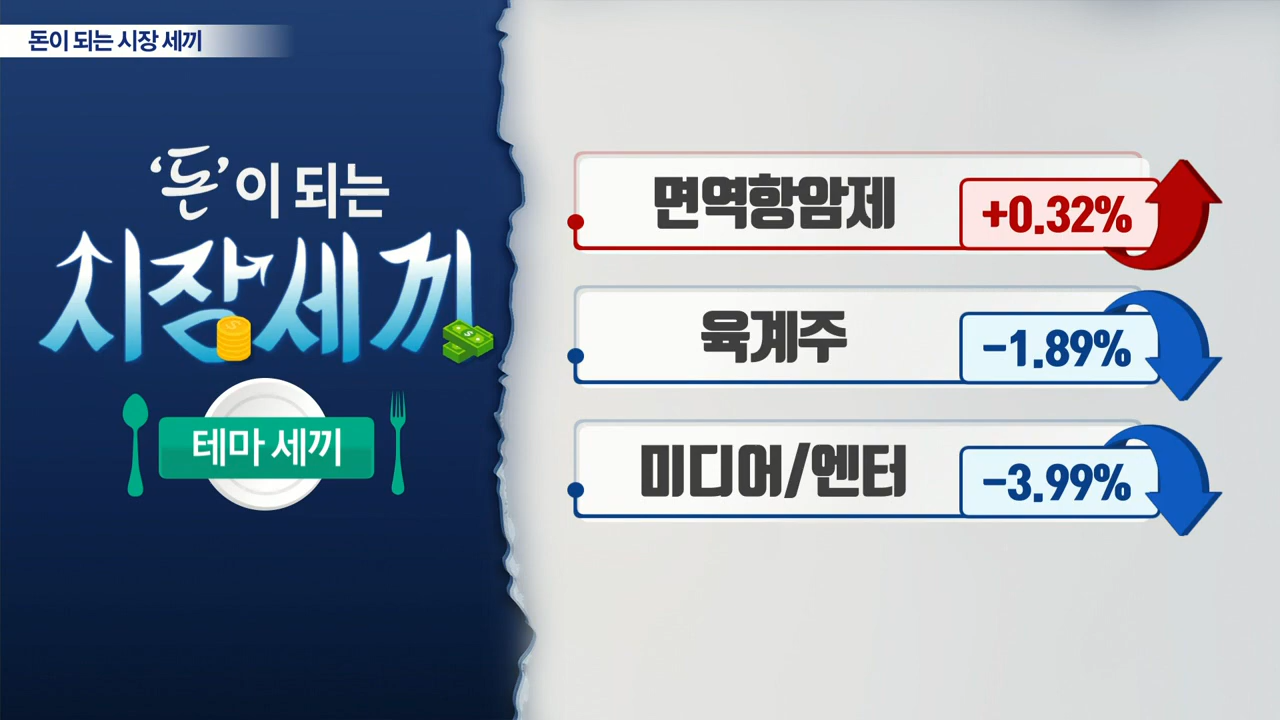 돈이 되는 시장 세끼
‘돈’이 되는
시장세끼
테마 세끼
면역항암제
+0.32%
육계주
-1.89%
미디어/엔터
-3.99%